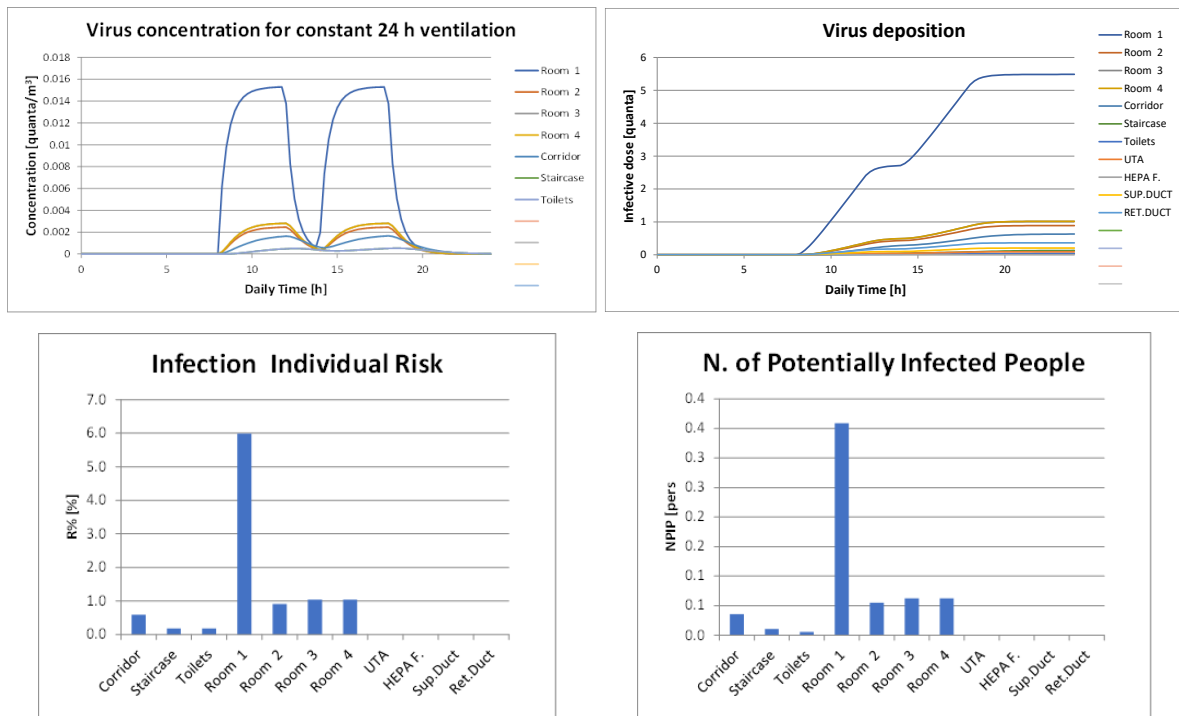 Virus concentration for constant 24 h ventilation
Concentration [quanta/m³]
0.018
0.016
0.014
0.012
0.01
0.008
0.006
0.004
0.002
0
0 5 10 15 20
Daily Time [h]
Room 1
Room 2
Room 3
Room 4
Corridor
Staircase
Toilets
Virus deposition
Infective dose [quanta]
6
5
4
3
2
1
0
0 5 10 15 20
Daily Time [h]
Room 1
Room 2
Room 3
Room 4
Corridor
Staircase
Toilets
UTA
HEPA F.
SUP.DUCT
RET.DUCT
Infection Individual Risk
R% [%]
7.0
6.0
5.0
4.0
3.0
2.0
1.0
0.0
Corridor
Staircase
Toilets
Room 1
Room 2
Room 3
Room 4
UTA
HEPA F.
Sup.Duct
Ret.Duct
N. of Potentially Infected People
NPIP [pers
0.4
0.4
0.3
0.3
0.2
0.2
0.1
0.1
0.0
Corridor
Staircase
Toilets
Room 1
Room 2
Room 3
Room 4
UTA
HEPA F.
Sup.Duct
Ret.Duct